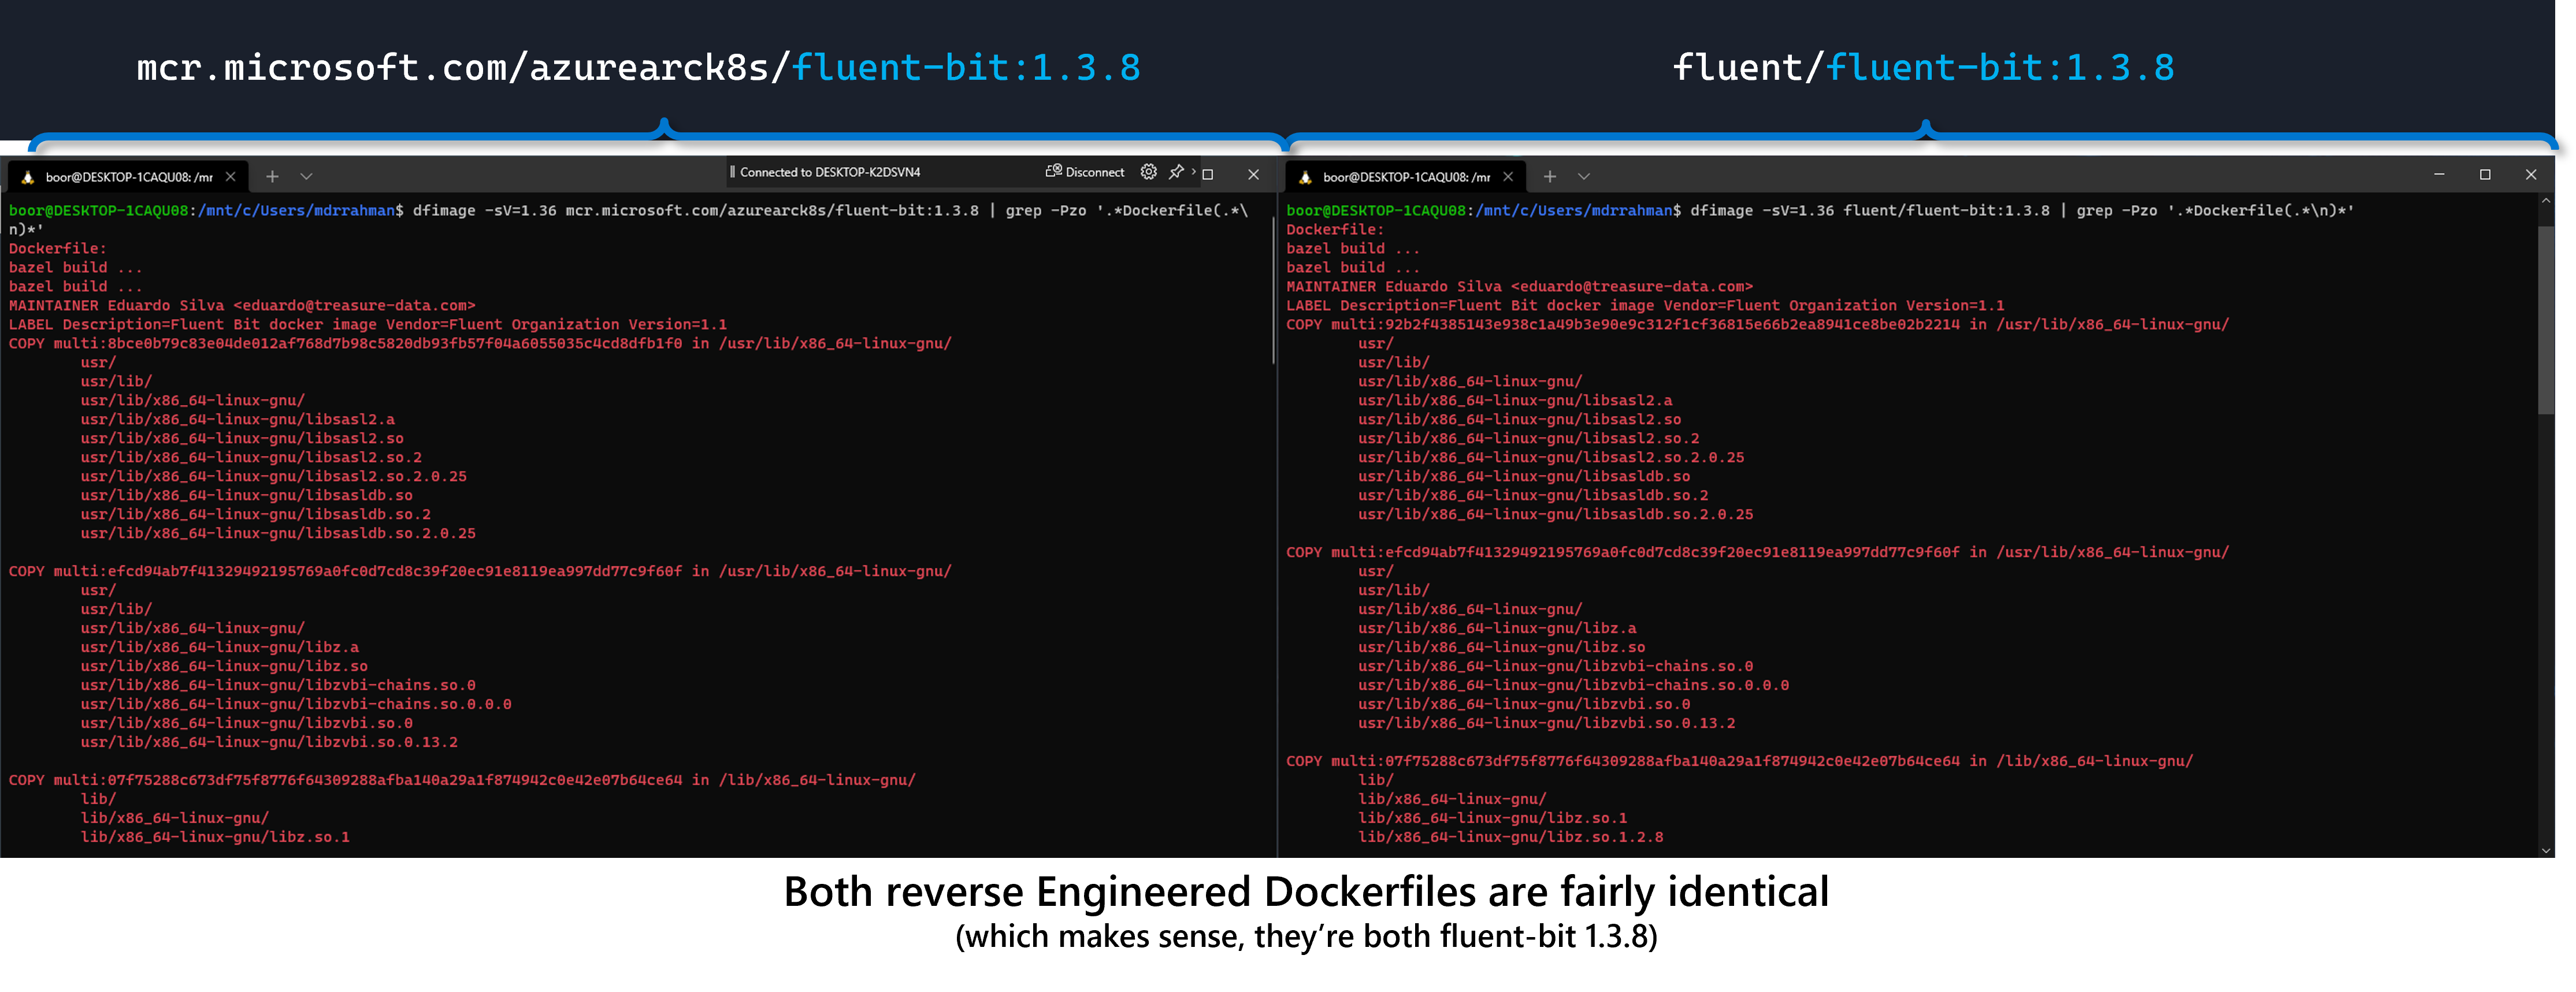 mcr.microsoft.com/azurearck8s/fluent-bit:1.3.8
fluent/fluent-bit:1.3.8
boor@DESKTOP-1CAQU08: /mr
Connected to DESKTOP-K2DSVN4
Disconnect
boor@DESKTOP-1CAQU08:/mnt/c/Users/mdrrahman$ dfimage -sV=1.36 mcr.microsoft.com/azurearck8s/fluent-bit:1.3.8 | grep -Pzo '.*Dockerfile(.*\
n)*'
Dockerfile:
bazel build ...
bazel build ...
MAINTAINER Eduardo Silva <eduardo@treasure-data.com>
LABEL Description=Fluent Bit docker image Vendor=Fluent Organization Version=1.1
COPY multi:8bce0b79c83e04de012af768d7b98c5820db93fb57f04a6055035c4cd8dfb1f0 in /usr/lib/x86_64-linux-gnu/
usr/
usr/lib/
usr/lib/x86_64-linux-gnu/
usr/lib/x86_64-linux-gnu/libsasl2.a
usr/lib/x86_64-linux-gnu/libsasl2.so
usr/lib/x86_64-linux-gnu/libsasl2.so.2
usr/lib/x86_64-linux-gnu/libsasl2.so.2.0.25
usr/lib/x86_64-linux-gnu/libsasldb.so
usr/lib/x86_64-linux-gnu/libsasldb.so.2
usr/lib/x86_64-linux-gnu/libsasldb.so.2.0.25
COPY multi:efcd94ab7f41329492195769a0fc0d7cd8c39f20ec91e8119ea997dd77c9f60f in /usr/lib/x86_64-linux-gnu/
usr/
usr/lib/
usr/lib/x86_64-linux-gnu/
usr/lib/x86_64-linux-gnu/libz.a
usr/lib/x86_64-linux-gnu/libz.so
usr/lib/x86_64-linux-gnu/libzvbi-chains.so.0
usr/lib/x86_64-linux-gnu/libzvbi-chains.so.0.0.0
usr/lib/x86_64-linux-gnu/libzvbi.so.0
usr/lib/x86_64-linux-gnu/libzvbi.so.0.13.2
COPY multi:07f75288c673df75f8776f64309288afba140a29a1f874942c0e42e07b64ce64 in /lib/x86_64-linux-gnu/
lib/
lib/x86_64-linux-gnu/
lib/x86_64-linux-gnu/libz.so.1
boor@DESKTOP-1CAQU08: /mr
boor@DESKTOP-1CAQU08:/mnt/c/Users/mdrrahman$ dfimage -sV=1.36 fluent/fluent-bit:1.3.8 | grep -Pzo '.*Dockerfile(.*\n)*'
Dockerfile:
bazel build ...
bazel build ...
MAINTAINER Eduardo Silva <eduardo@treasure-data.com>
LABEL Description=Fluent Bit docker image Vendor=Fluent Organization Version=1.1
COPY multi:92b2f4385143e938c1a49b3e90e9c312f1cf36815e66b2ea8941ce8be02b2214 in /usr/lib/x86_64-linux-gnu/
usr/
usr/lib/
usr/lib/x86_64-linux-gnu/
usr/lib/x86_64-linux-gnu/libsasl2.a
usr/lib/x86_64-linux-gnu/libsasl2.so
usr/lib/x86_64-linux-gnu/libsasl2.so.2
usr/lib/x86_64-linux-gnu/libsasl2.so.2.0.25
usr/lib/x86_64-linux-gnu/libsasldb.so
usr/lib/x86_64-linux-gnu/libsasldb.so.2
usr/lib/x86_64-linux-gnu/libsasldb.so.2.0.25
COPY multi:efcd94ab7f41329492195769a0fc0d7cd8c39f20ec91e8119ea997dd77c9f60f in /usr/lib/x86_64-linux-gnu/
usr/
usr/lib/
usr/lib/x86_64-linux-gnu/
usr/lib/x86_64-linux-gnu/libz.a
usr/lib/x86_64-linux-gnu/libz.so
usr/lib/x86_64-linux-gnu/libzvbi-chains.so.0
usr/lib/x86_64-linux-gnu/libzvbi-chains.so.0.0.0
usr/lib/x86_64-linux-gnu/libzvbi.so.0
usr/lib/x86_64-linux-gnu/libzvbi.so.0.13.2
COPY multi:07f75288c673df75f8776f64309288afba140a29a1f874942c0e42e07b64ce64 in /lib/x86_64-linux-gnu/
lib/
lib/x86_64-linux-gnu/
lib/x86_64-linux-gnu/libz.so.1
lib/x86_64-linux-gnu/libz.so.1.2.8
Both reverse Engineered Dockerfiles are fairly identical
(which makes sense, they’re both fluent-bit 1.3.8)